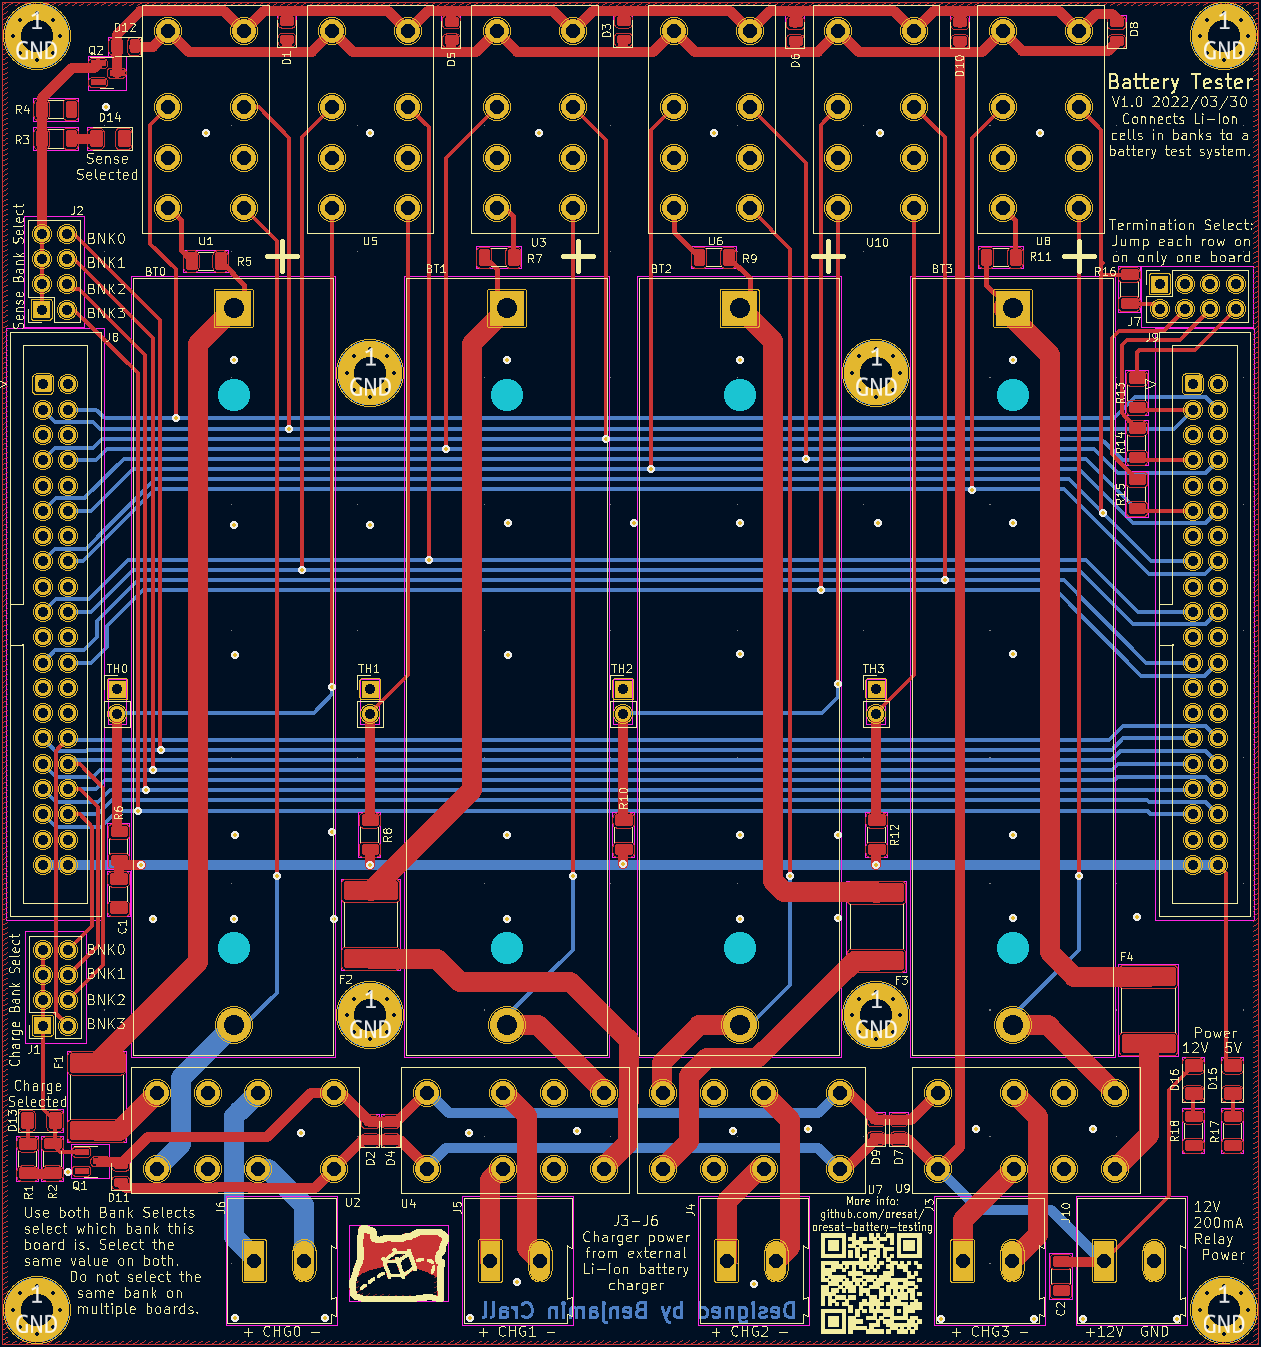 1
GND
D12
Q2
D1
D5
D3
D6
D10
D8
1
GND
Battery Tester
V1.0 2022/03/30
Connects Li-Ion
cells in banks to a
battery test system.
R4
D14
R3
Sense
Selected
J2
Sense Bank Select
BNK0
BNK1
BNK2
BNK3
U1
U5
U3
U6
U10
U8
R5
R7
R9
R11
+
+
+
+
Termination Select:
Jump each row on
on only one board
R16
J7
BT0
BT1
BT2
BT3
J8
J9
1
GND
1
GND
R13
R14
R15
TH0
TH1
TH2
TH3
R6
R8
R10
R12
C1
F2
F3
F4
Charge Bank Select
BNK0
BNK1
BNK2
BNK3
J1
1
GND
1
GND
Power
12V 5V
F1
D16
D15
Charge
Selected
D13
R18
R17
D2
D4
D9
D7
R1
R2
Q1
D11
U2
U4
U7
U9
J6
J5
J4
J3
J10
Use both Bank Selects
select which bank this
board is. Select the
same value on both.
Do not select the
same bank on
multiple boards.
J3-J6
Charger power
from external
Li-Ion battery
charger
More info:
github.com/oresat/
oresat-battery-testing
12V
200mA
Relay
Power
C2
Designed by Benjamin Crall
1
GND
+ CHG0 -
+ CHG1 -
+ CHG2 -
+ CHG3 -
+12V GND
1
GND